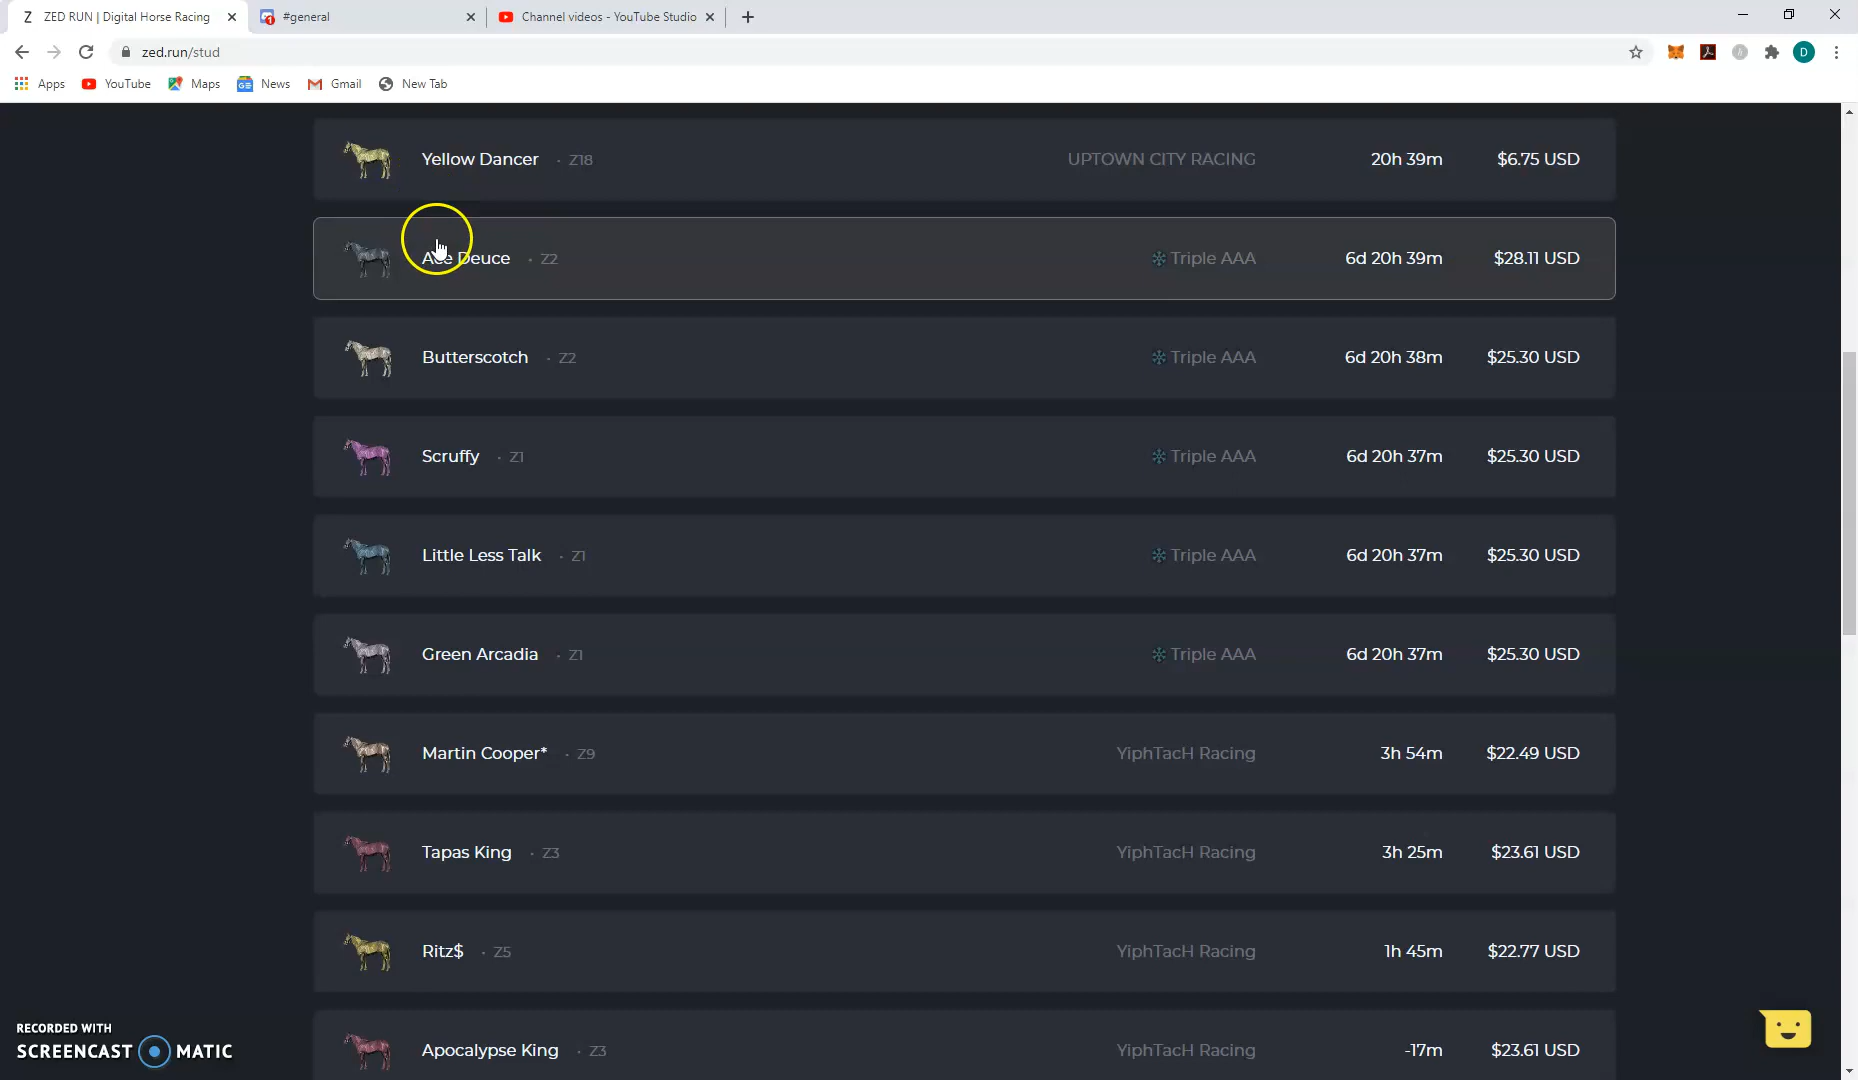 Z ZED RUN | Digital Horse Racing
1 #general
Channel videos - YouTube Studio
zed.run/stud
D
Apps YouTube Maps News Gmail New Tab
Yellow Dancer · Z18 UPTOWN CITY RACING 20h 39m $6.75 USD
Ace Deuce · Z2 Triple AAA 6d 20h 39m $28.11 USD
Butterscotch · Z2 Triple AAA 6d 20h 38m $25.30 USD
Scruffy · Z1 Triple AAA 6d 20h 37m $25.30 USD
Little Less Talk · Z1 Triple AAA 6d 20h 37m $25.30 USD
Green Arcadia · Z1 Triple AAA 6d 20h 37m $25.30 USD
Martin Cooper* · Z9 YiphTacH Racing 3h 54m $22.49 USD
Tapas King · Z3 YiphTacH Racing 3h 25m $23.61 USD
Ritz$ · Z5 YiphTacH Racing 1h 45m $22.77 USD
Apocalypse King · Z3 YiphTacH Racing -17m $23.61 USD
RECORDED WITH
SCREENCAST MATIC